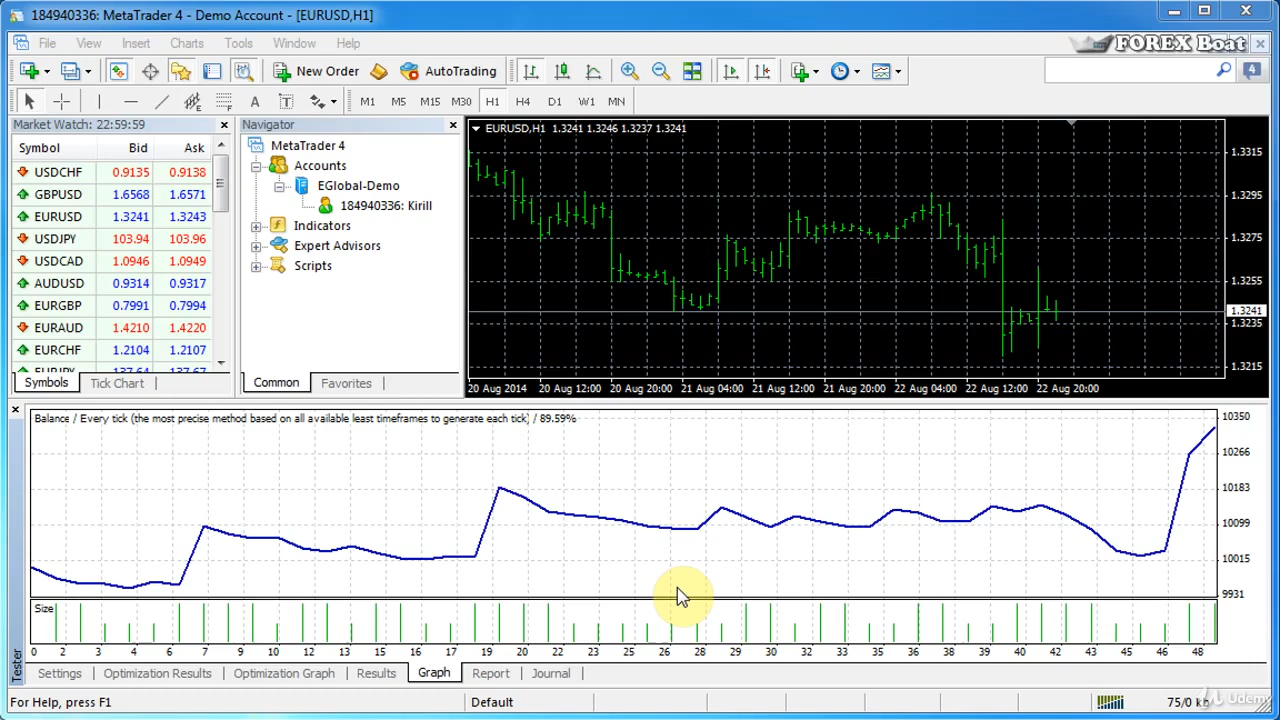 184940336: MetaTrader 4 - Demo Account - [EURUSD,H1]
File View Insert Charts Tools Window Help
FOREX Boat
New Order AutoTrading
4
A T M1 M5 M15 M30 H1 H4 D1 W1 MN
Market Watch: 22:59:59
Symbol Bid Ask
USDCHF 0.9135 0.9138
GBPUSD 1.6568 1.6571
EURUSD 1.3241 1.3243
USDJPY 103.94 103.96
USDCAD 1.0946 1.0949
AUDUSD 0.9314 0.9317
EURGBP 0.7991 0.7994
EURAUD 1.4210 1.4220
EURCHF 1.2104 1.2107
EURJPY 137.64 137.67
Symbols Tick Chart
Navigator
MetaTrader 4
Accounts
EGlobal-Demo
184940336: Kirill
Indicators
Expert Advisors
Scripts
Common Favorites
EURUSD,H1 1.3241 1.3246 1.3237 1.3241
1.3315
1.3295
1.3275
1.3255
1.3241
1.3235
1.3215
20 Aug 2014 20 Aug 12:00 20 Aug 20:00 21 Aug 04:00 21 Aug 12:00 21 Aug 20:00 22 Aug 04:00 22 Aug 12:00 22 Aug 20:00
Balance / Every tick (the most precise method based on all available least timeframes to generate each tick) / 89.59%
10350
10266
10183
10099
10015
9931
Size
0 2 3 4 6 7 9 10 12 13 15 16 17 19 20 22 23 25 26 28 29 30 32 33 35 36 38 39 40 42 43 45 46 48
Tester
Settings Optimization Results Optimization Graph Results Graph Report Journal
For Help, press F1 Default 75/0 kb
Udemy